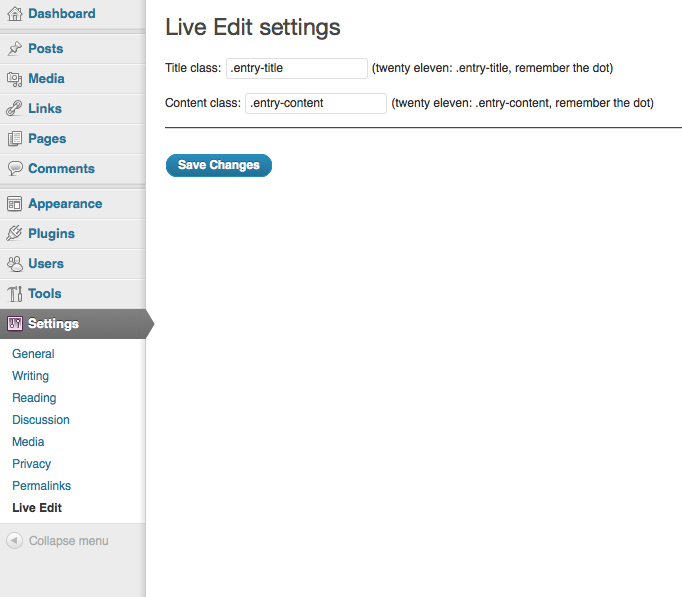 Dashboard
Posts
Media
Links
Pages
Comments
Appearance
Plugins
Users
Tools
Settings
General
Writing
Reading
Discussion
Media
Privacy
Permalinks
Live Edit
Collapse menu
Live Edit settings
Title class: .entry-title (twenty eleven: .entry-title, remember the dot)
Content class: .entry-content (twenty eleven: .entry-content, remember the dot)
Save Changes